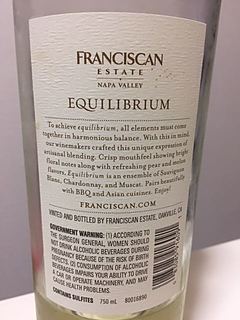 FRANCISCAN
ESTATE
NAPA VALLEY
EQUILIBRIUM
To achieve equilibrium, all elements must come
together in harmonious balance. With this in mind,
our winemakers crafted this unique expression of
artisanal blending. Crisp mouthfeel showing bright
floral notes along with refreshing pear and melon
flavors. Equilibrium is an ensemble of Sauvignon
Blanc, Chardonnay, and Muscat. Pairs beautifully
with BBQ and Asian cuisines. Enjoy!
FRANCISCAN.COM
VINTED AND BOTTLED BY FRANCISCAN ESTATE, OAKVILLE, CA
GOVERNMENT WARNING: (1) ACCORDING TO
THE SURGEON GENERAL, WOMEN SHOULD
NOT DRINK ALCOHOLIC BEVERAGES DURING
PREGNANCY BECAUSE OF THE RISK OF BIRTH
DEFECTS. (2) CONSUMPTION OF ALCOHOLIC
BEVERAGES IMPAIRS YOUR ABILITY TO DRIVE
A CAR OR OPERATE MACHINERY, AND MAY
CAUSE HEALTH PROBLEMS.
CONTAINS SULFITES 750 mL 80016890